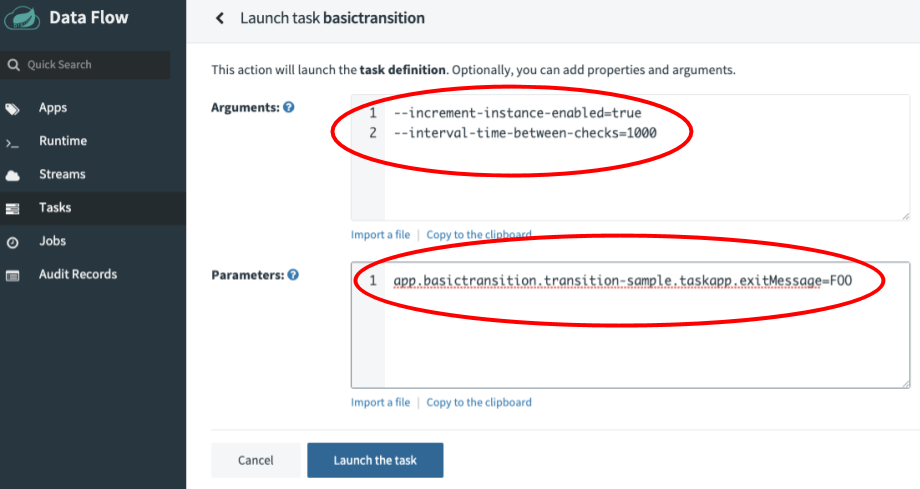 Data Flow
Quick Search
Apps
Runtime
Streams
Tasks
Jobs
Audit Records
Launch task basictransition
This action will launch the task definition. Optionally, you can add properties and arguments.
Arguments: ?
1 --increment-instance-enabled=true
2 --interval-time-between-checks=1000
Import a file | Copy to the clipboard
Parameters: ?
1 app.basictransition.transition-sample.taskapp.exitMessage=FOO
Import a file | Copy to the clipboard
Cancel Launch the task